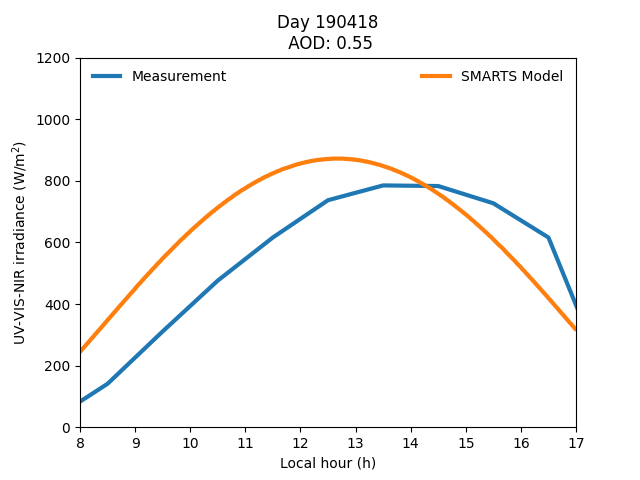 Day 190418
AOD: 0.55
Measurement
SMARTS Model
UV-VIS-NIR irradiance (W/m²)
1200
1000
800
600
400
200
0
8 9 10 11 12 13 14 15 16 17
Local hour (h)